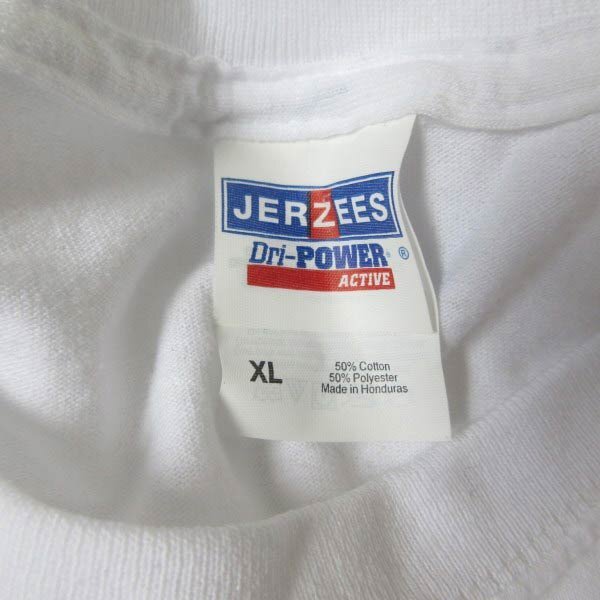 JERZEES
Dri-POWER ®
ACTIVE
XL
50% Cotton
50% Polyester
Made in Honduras